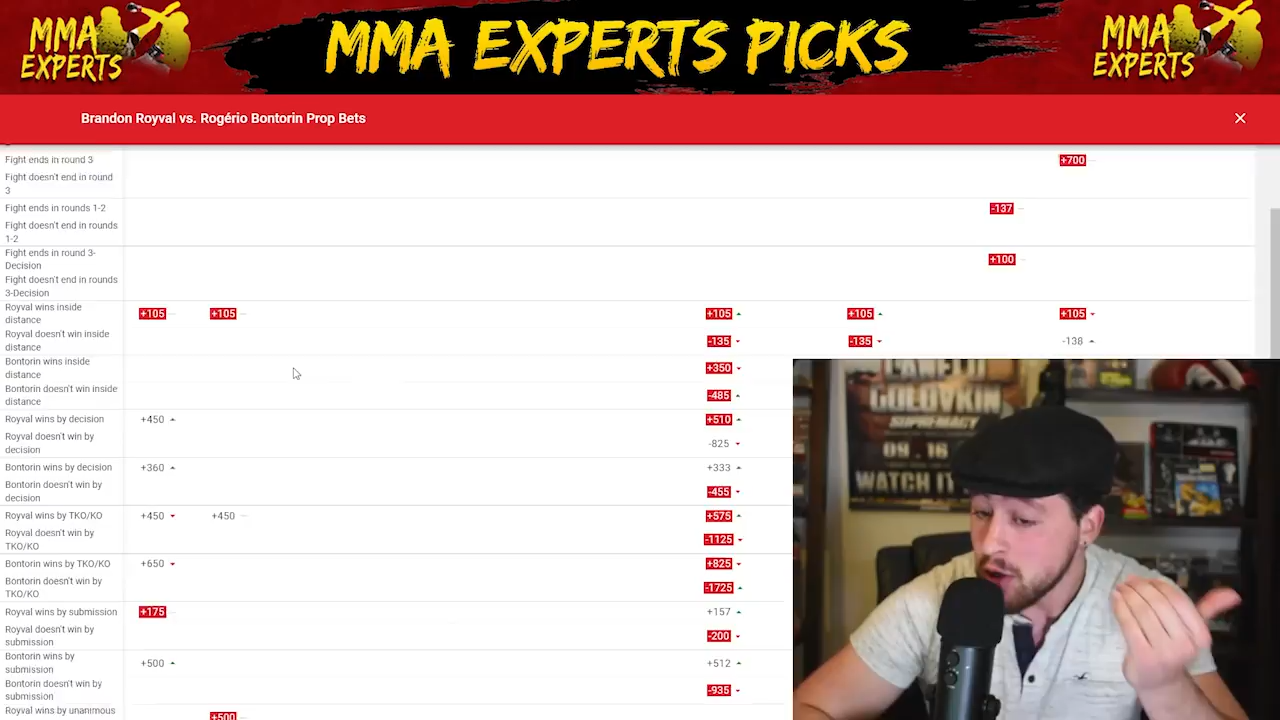 MMA
EXPERTS
MMA EXPERTS PICKS
MMA
EXPERTS
Brandon Royval vs. Rogério Bontorin Prop Bets
Fight ends in round 3 +700
Fight doesn't end in round
3
Fight ends in rounds 1-2 -137
Fight doesn't end in rounds
1-2
Fight ends in round 3-
Decision +100
Fight doesn't end in rounds
3-Decision
Royval wins inside
distance +105 +105 +105 +105 +105
Royval doesn't win inside
distance -135 -135 -138
Bontorin wins inside
distance +350
Bontorin doesn't win inside
distance -485
Royval wins by decision +450 +510
Royval doesn't win by
decision -825
Bontorin wins by decision +360 +333
Bontorin doesn't win by
decision -455
Royval wins by TKO/KO +450 +450 +575
Royval doesn't win by
TKO/KO -1125
Bontorin wins by TKO/KO +650 +825
Bontorin doesn't win by
TKO/KO -1725
Royval wins by submission +175 +157
Royval doesn't win by
submission -200
Bontorin wins by
submission +500 +512
Bontorin doesn't win by
submission -935
Royval wins by unanimous +500
GOLOVKIN
SUPREMACY
09.16
WATCH IT